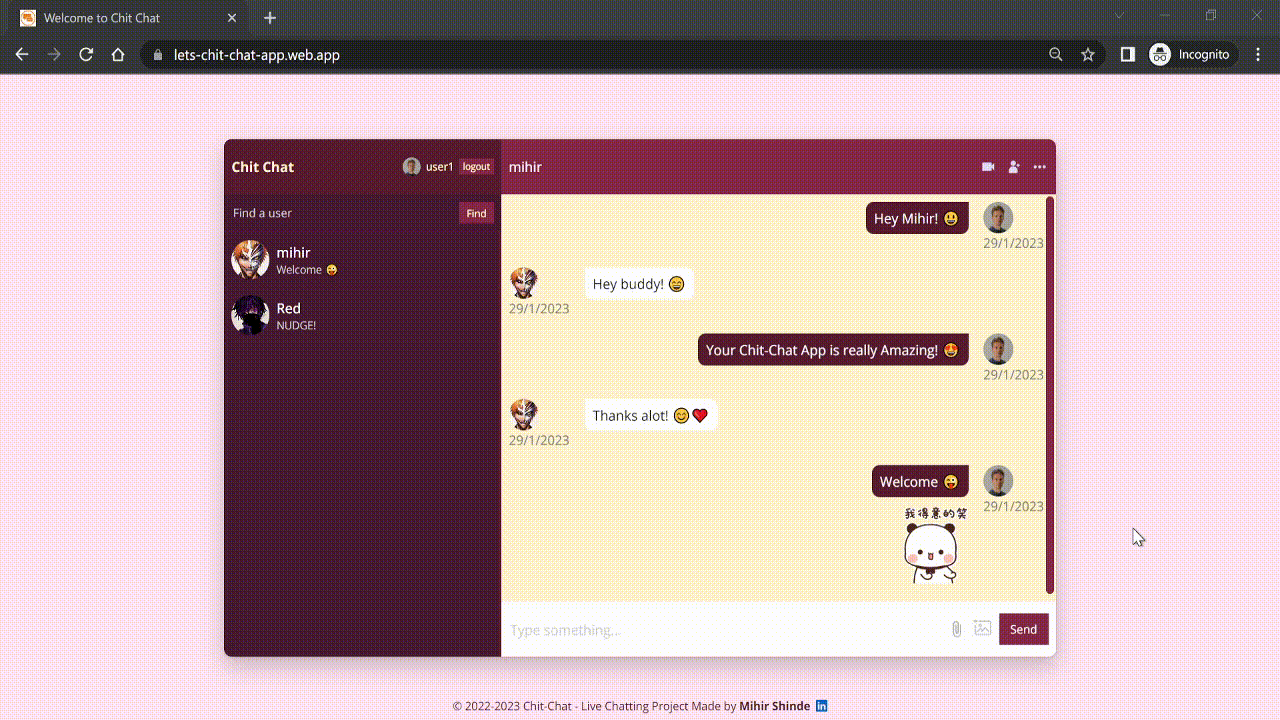 Welcome to Chit Chat
lets-chit-chat-app.web.app
Incognito
Chit Chat
user1
logout
mihir
Find a user
Find
mihir
Welcome 😜
Red
NUDGE!
Hey Mihir! 😃
29/1/2023
Hey buddy! 😄
29/1/2023
Your Chit-Chat App is really Amazing! 😍
29/1/2023
Thanks alot! 😊❤️
29/1/2023
Welcome 😜
29/1/2023
我得意的笑
Type something...
Send
© 2022-2023 Chit-Chat - Live Chatting Project Made by Mihir Shinde